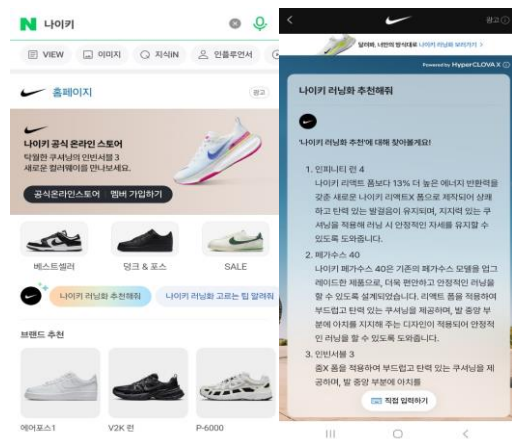 N 나이키
VIEW 이미지 지식iN 인플루언서
홈페이지 광고
나이키 공식 온라인 스토어
탁월한 쿠셔닝의 인빈서블 3
새로운 컬러웨이를 만나보세요.
공식온라인스토어 멤버 가입하기
베스트셀러 덩크 & 포스 SALE
나이키 러닝화 추천해줘 나이키 러닝화 고르는 팁 알려줘
브랜드 추천
에어포스1 V2K 런 P-6000
광고
달려봐, 너만의 방식대로 나이키 러닝화 보러가기 >
Powered by HyperCLOVA X
나이키 러닝화 추천해줘
'나이키 러닝화 추천'에 대해 찾아볼게요!
1. 인피니티 런 4
나이키 리액트 폼보다 13% 더 높은 에너지 반환력을
갖춘 새로운 나이키 리액트X 폼으로 제작되어 상쾌
하고 탄력 있는 발걸음이 유지되며, 지지력 있는 쿠
셔닝을 적용해 러닝 시 안정적인 자세를 유지할 수
있도록 도와줍니다.
2. 페가수스 40
나이키 페가수스 40은 기존의 페가수스 모델을 업그
레이드한 제품으로, 더욱 편안하고 안정적인 러닝을
할 수 있도록 설계되었습니다. 리액트 폼을 적용하여
부드럽고 탄력 있는 쿠셔닝을 제공하며, 발 중앙 부
분에 아치를 지지해 주는 디자인이 적용되어 안정적
인 러닝을 할 수 있도록 도와줍니다.
3. 인빈서블 3
줌X 폼을 적용하여 부드럽고 탄력 있는 쿠셔닝을 제
공하며, 발 중앙 부분에 아치를
직접 입력하기